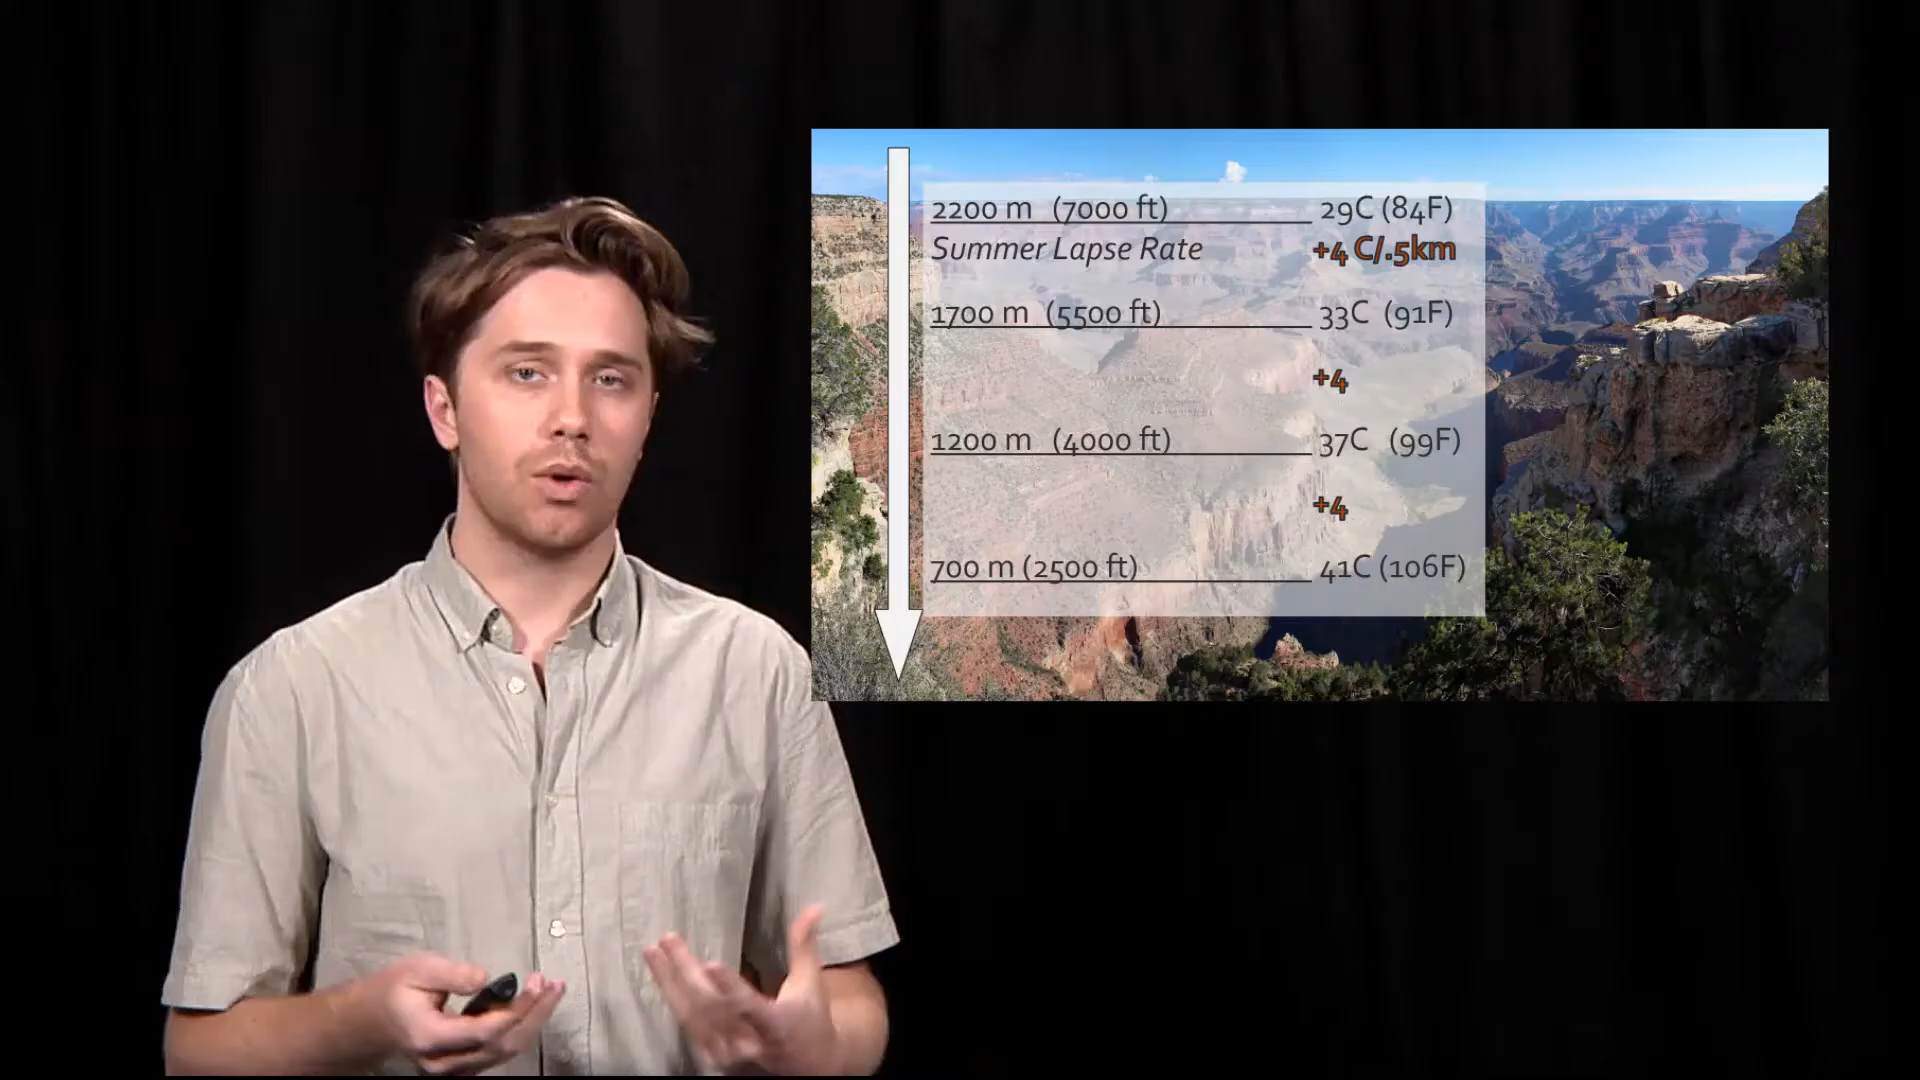 2200 m (7000 ft) 29C (84F)
Summer Lapse Rate +4 C/.5km
1700 m (5500 ft) 33C (91F)
+4
1200 m (4000 ft) 37C (99F)
+4
700 m (2500 ft) 41C (106F)